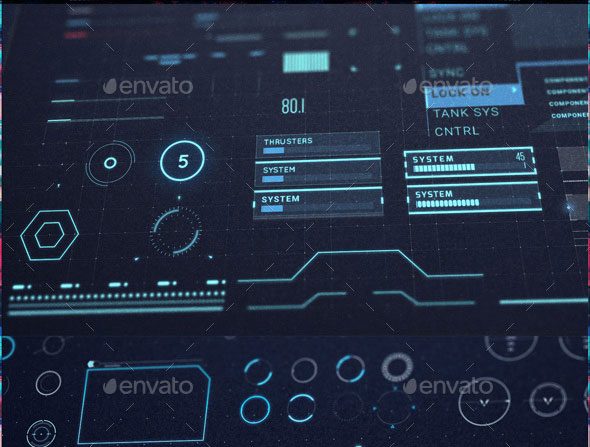 CNTRL
SYNC
LOCK ON
TANK SYS
CNTRL
COMPONENT
COMPONENT
COMPONENT
COMPONENT
envato
envato
80.1
THRUSTERS
SYSTEM
SYSTEM
5
SYSTEM 45
SYSTEM
envato
envato